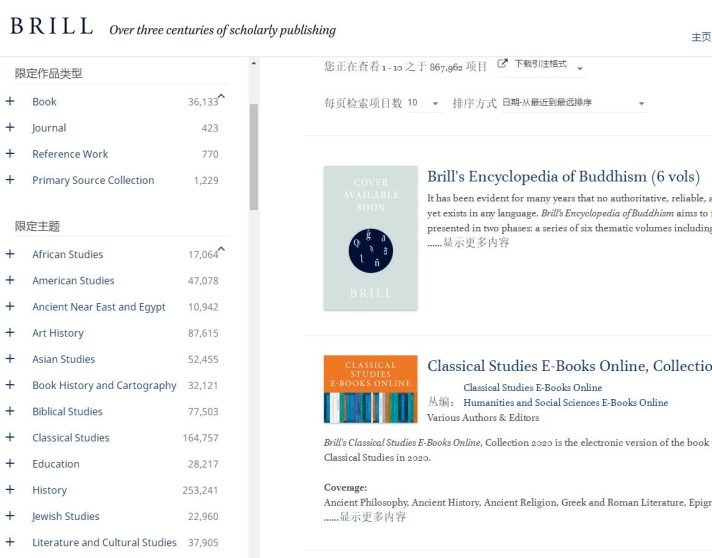 BRILL Over three centuries of scholarly publishing
主页
限定作品类型
+ Book 36,133
+ Journal 423
+ Reference Work 770
+ Primary Source Collection 1,229
限定主题
+ African Studies 17,064
+ American Studies 47,078
+ Ancient Near East and Egypt 10,942
+ Art History 87,615
+ Asian Studies 52,455
+ Book History and Cartography 32,121
+ Biblical Studies 77,503
+ Classical Studies 164,757
+ Education 28,217
+ History 253,241
+ Jewish Studies 22,960
+ Literature and Cultural Studies 37,905
您正在查看 1 - 10 之于 867,962 项目 下载引注格式
每页检索项目数 10 排序方式 日期-从最近到最远排序
COVER
AVAILABLE
SOON
BRILL
Brill's Encyclopedia of Buddhism (6 vols)
It has been evident for many years that no authoritative, reliable, a
yet exists in any language. Brill's Encyclopedia of Buddhism aims to
presented in two phases: a series of six thematic volumes including
......显示更多内容
CLASSICAL
STUDIES
E-BOOKS ONLINE
Classical Studies E-Books Online, Collectio
Classical Studies E-Books Online
丛编： Humanities and Social Sciences E-Books Online
Various Authors & Editors
Brill's Classical Studies E-Books Online, Collection 2020 is the electronic version of the book
Classical Studies in 2020.
Coverage:
Ancient Philosophy, Ancient History, Ancient Religion, Greek and Roman Literature, Epigr
......显示更多内容